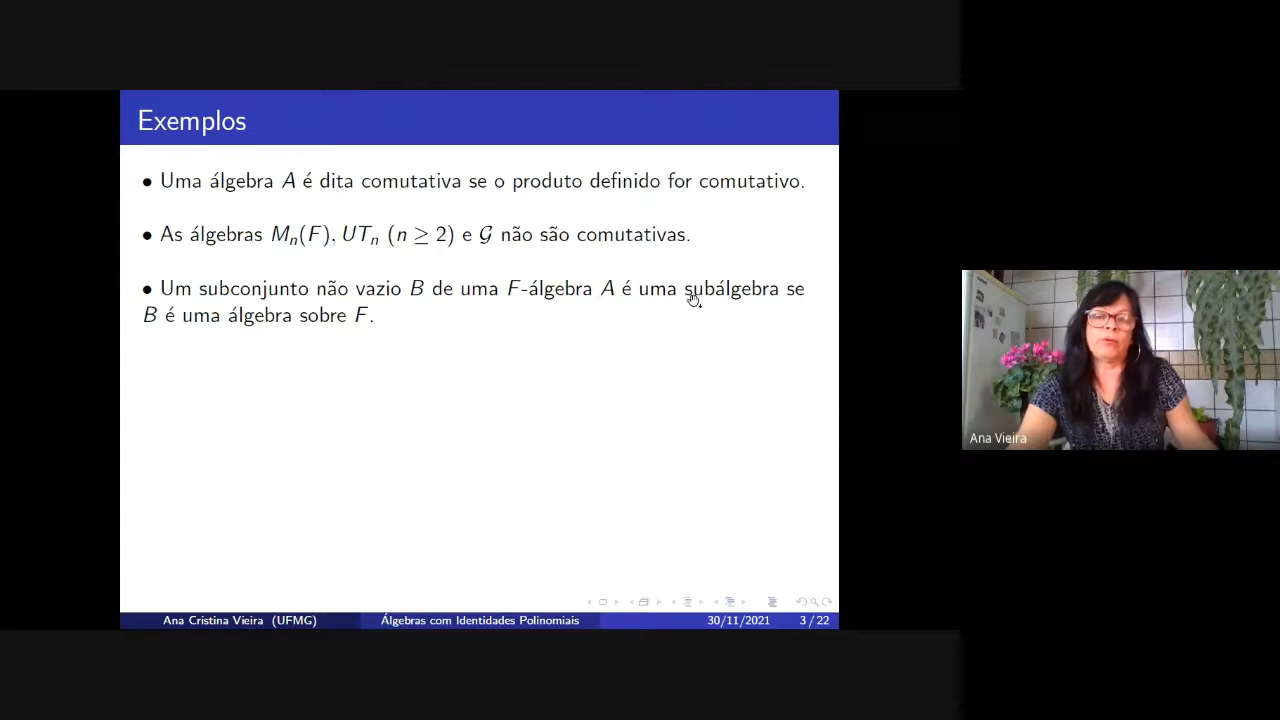 Exemplos
• Uma álgebra A é dita comutativa se o produto definido for comutativo.
• As álgebras Mₙ(F), UTₙ (n ≥ 2) e 𝒢 não são comutativas.
• Um subconjunto não vazio B de uma F-álgebra A é uma subálgebra se
B é uma álgebra sobre F.
Ana Vieira
Ana Cristina Vieira (UFMG) Álgebras com Identidades Polinomiais 30/11/2021 3 / 22